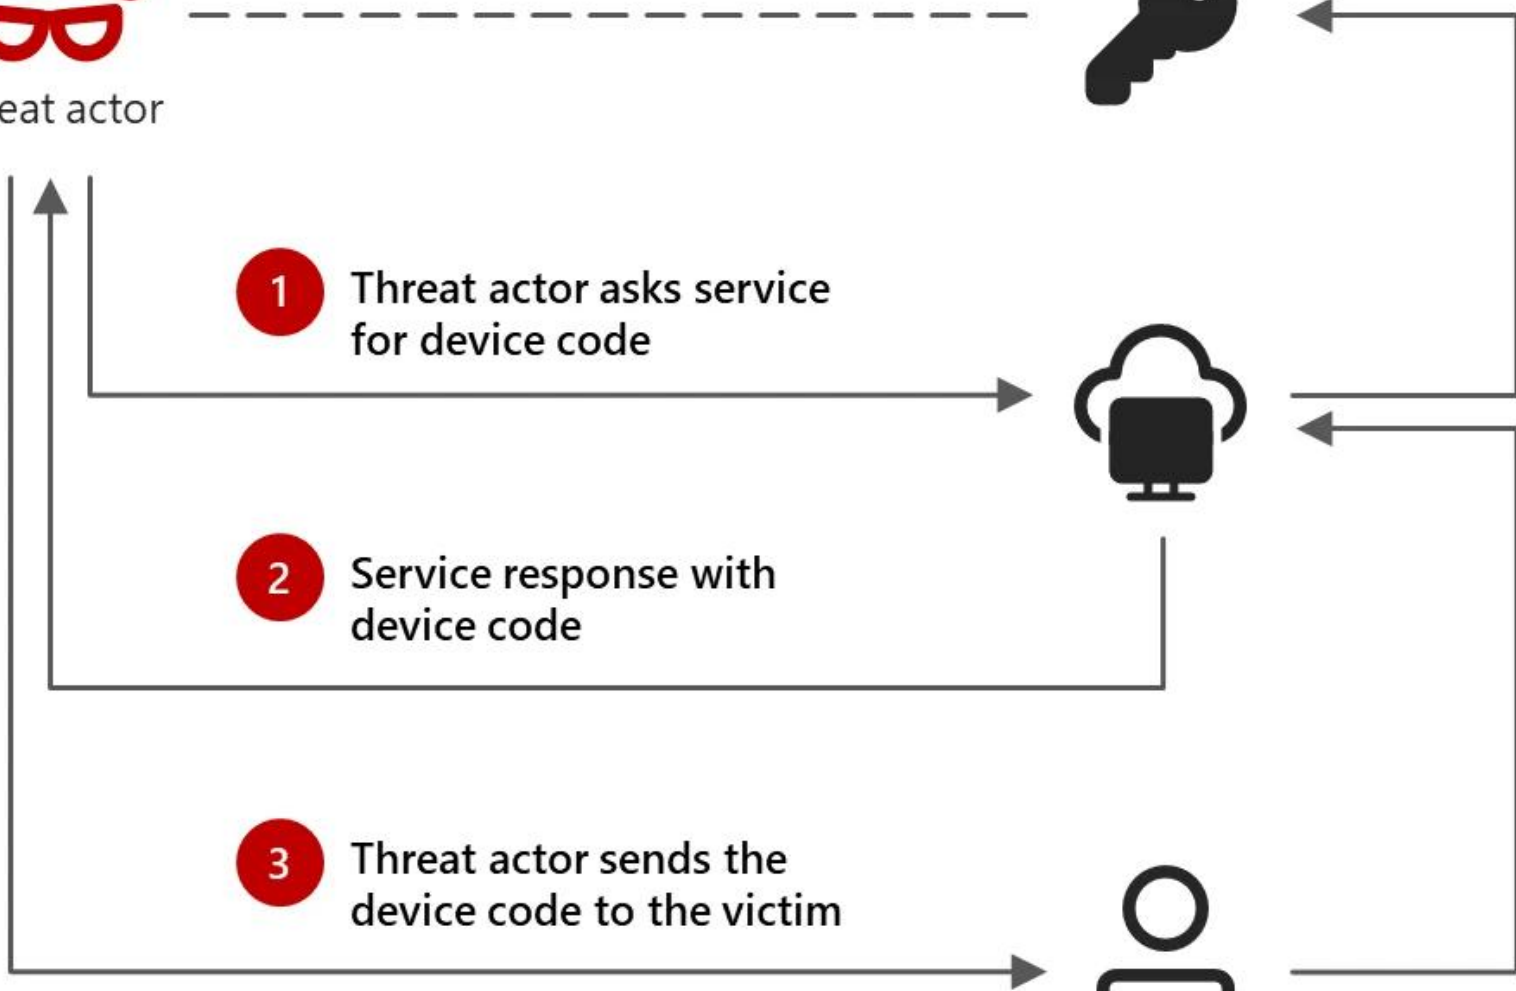 eat actor
1 Threat actor asks service
for device code
2 Service response with
device code
3 Threat actor sends the
device code to the victim